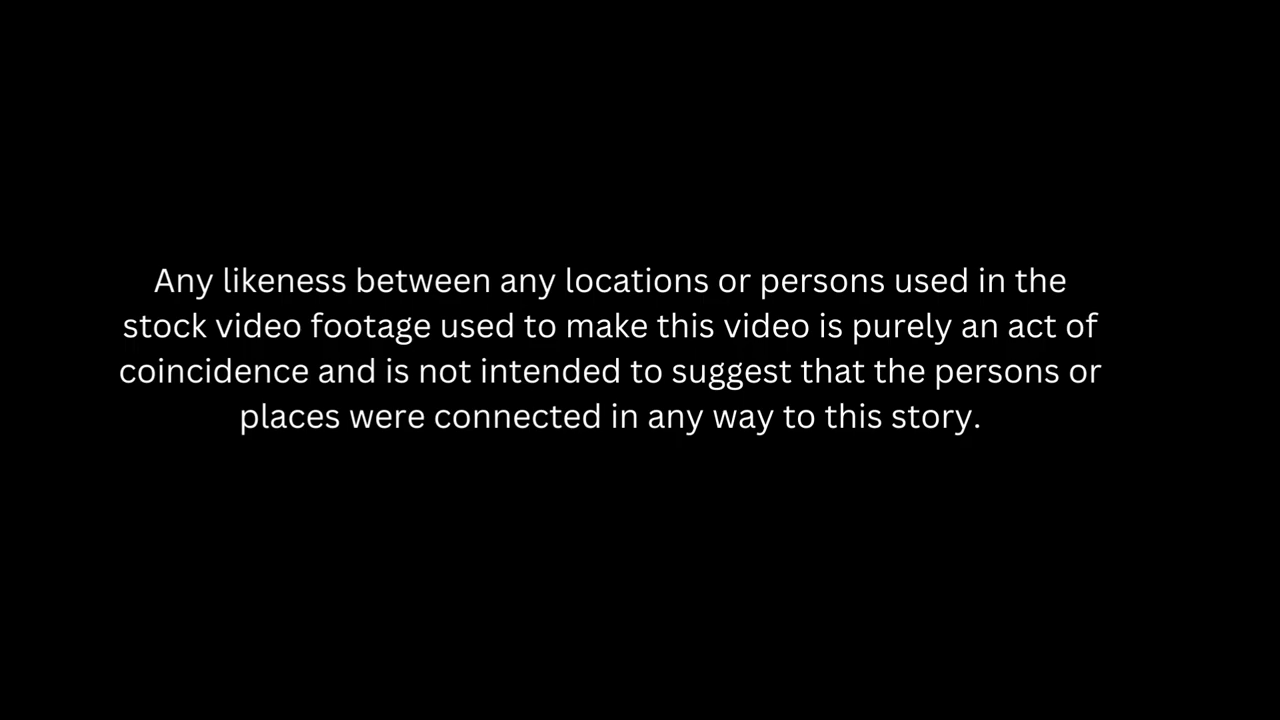 Any likeness between any locations or persons used in the
stock video footage used to make this video is purely an act of
coincidence and is not intended to suggest that the persons or
places were connected in any way to this story.